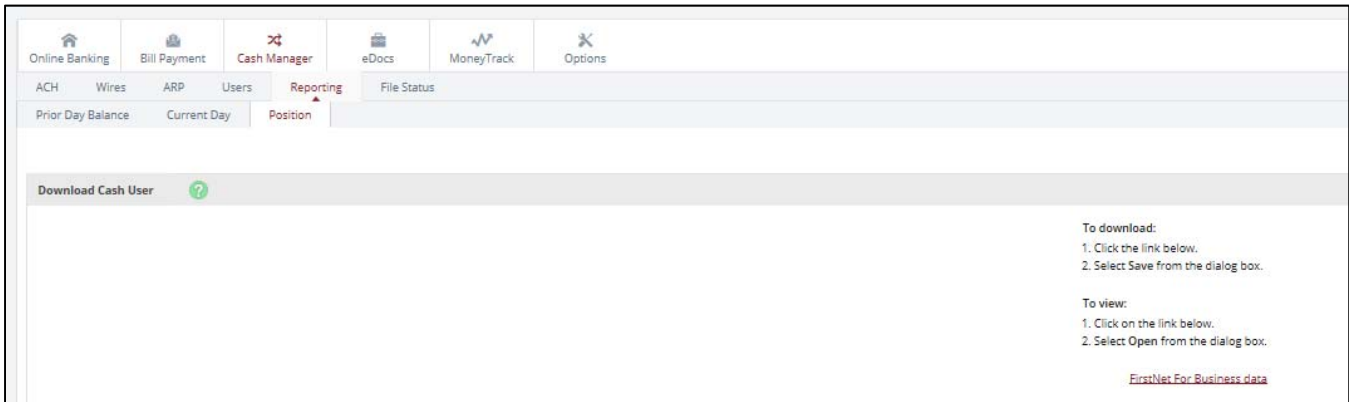 Online Banking Bill Payment Cash Manager eDocs MoneyTrack Options
ACH Wires ARP Users Reporting File Status
Prior Day Balance Current Day Position
Download Cash User ?
To download:
1. Click the link below.
2. Select Save from the dialog box.
To view:
1. Click on the link below.
2. Select Open from the dialog box.
FirstNet For Business data